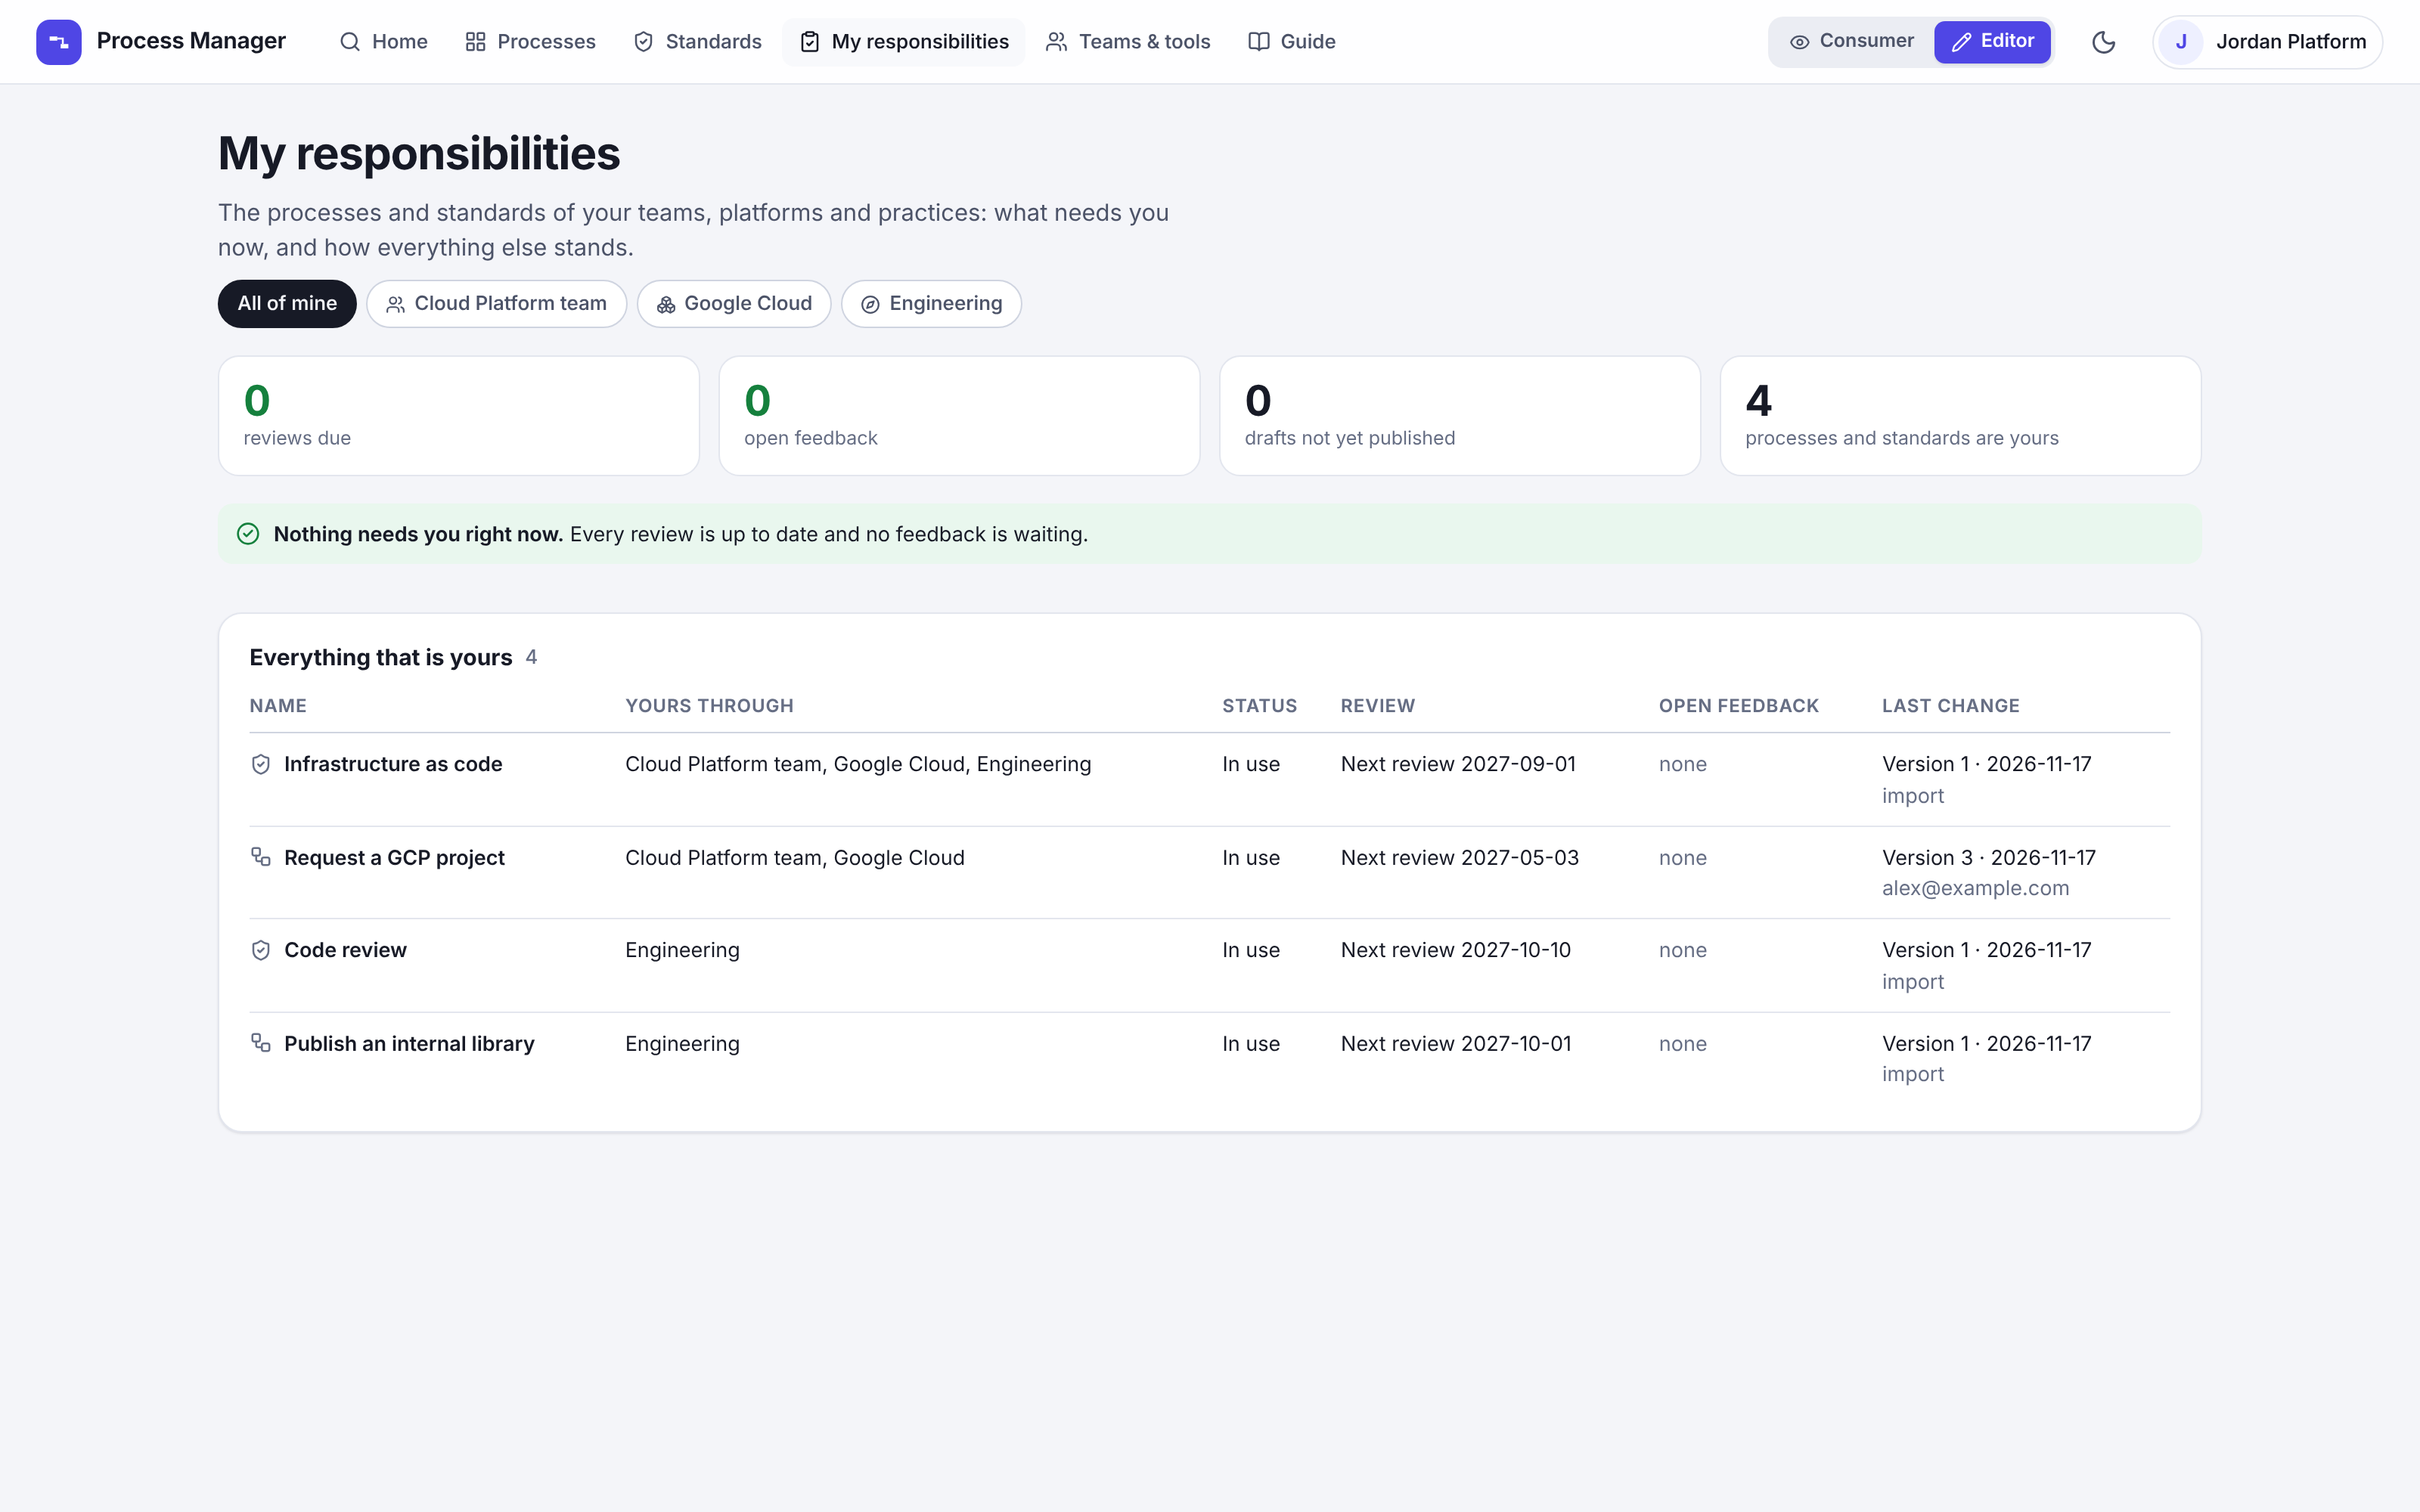 Process Manager
Home
Processes
Standards
My responsibilities
Teams & tools
Guide
Consumer
Editor
J
Jordan Platform
My responsibilities
The processes and standards of your teams, platforms and practices: what needs you
now, and how everything else stands.
All of mine
Cloud Platform team
Google Cloud
Engineering
0
reviews due
0
open feedback
0
drafts not yet published
4
processes and standards are yours
Nothing needs you right now. Every review is up to date and no feedback is waiting.
Everything that is yours 4
NAME YOURS THROUGH STATUS REVIEW OPEN FEEDBACK LAST CHANGE
Infrastructure as code Cloud Platform team, Google Cloud, Engineering In use Next review 2027-09-01 none Version 1 · 2026-11-17
import
Request a GCP project Cloud Platform team, Google Cloud In use Next review 2027-05-03 none Version 3 · 2026-11-17
alex@example.com
Code review Engineering In use Next review 2027-10-10 none Version 1 · 2026-11-17
import
Publish an internal library Engineering In use Next review 2027-10-01 none Version 1 · 2026-11-17
import